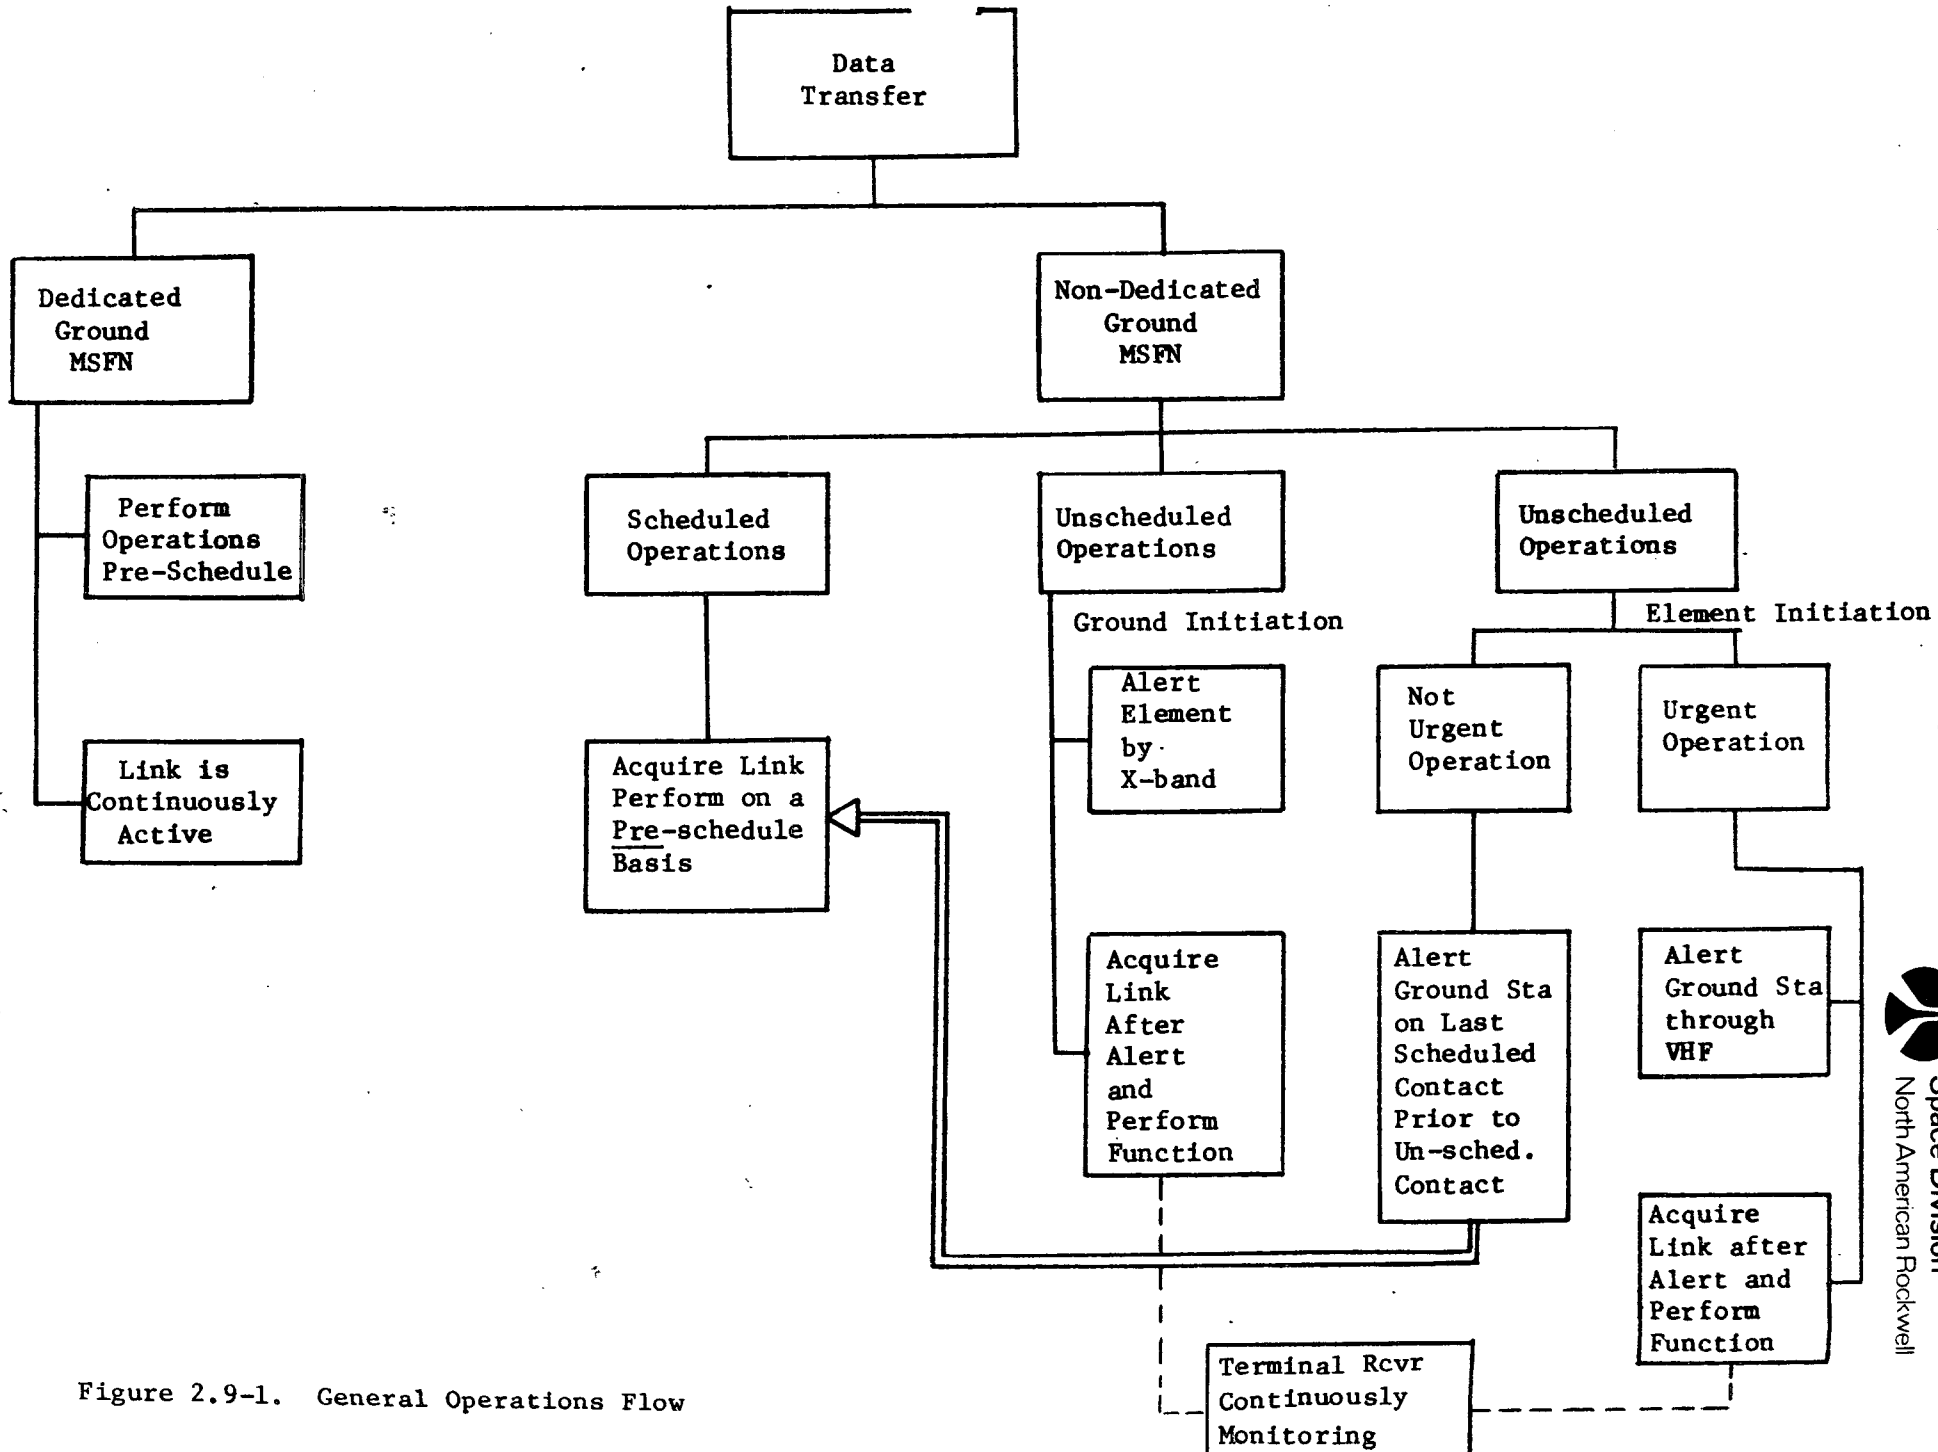 Data
Transfer
Dedicated
Ground
MSFN
Non-Dedicated
Ground
MSFN
Perform
Operations
Pre-Schedule
Scheduled
Operations
Unscheduled
Operations
Unscheduled
Operations
Ground Initiation
Element Initiation
Link is
Continuously
Active
Acquire Link
Perform on a
Pre-schedule
Basis
Alert
Element
by
X-band
Not
Urgent
Operation
Urgent
Operation
Acquire
Link
After
Alert
and
Perform
Function
Alert
Ground Sta
on Last
Scheduled
Contact
Prior to
Un-sched.
Contact
Alert
Ground Sta
through
VHF
Acquire
Link after
Alert and
Perform
Function
Terminal Rcvr
Continuously
Monitoring
Space Division
North American Rockwell
Figure 2.9-1. General Operations Flow